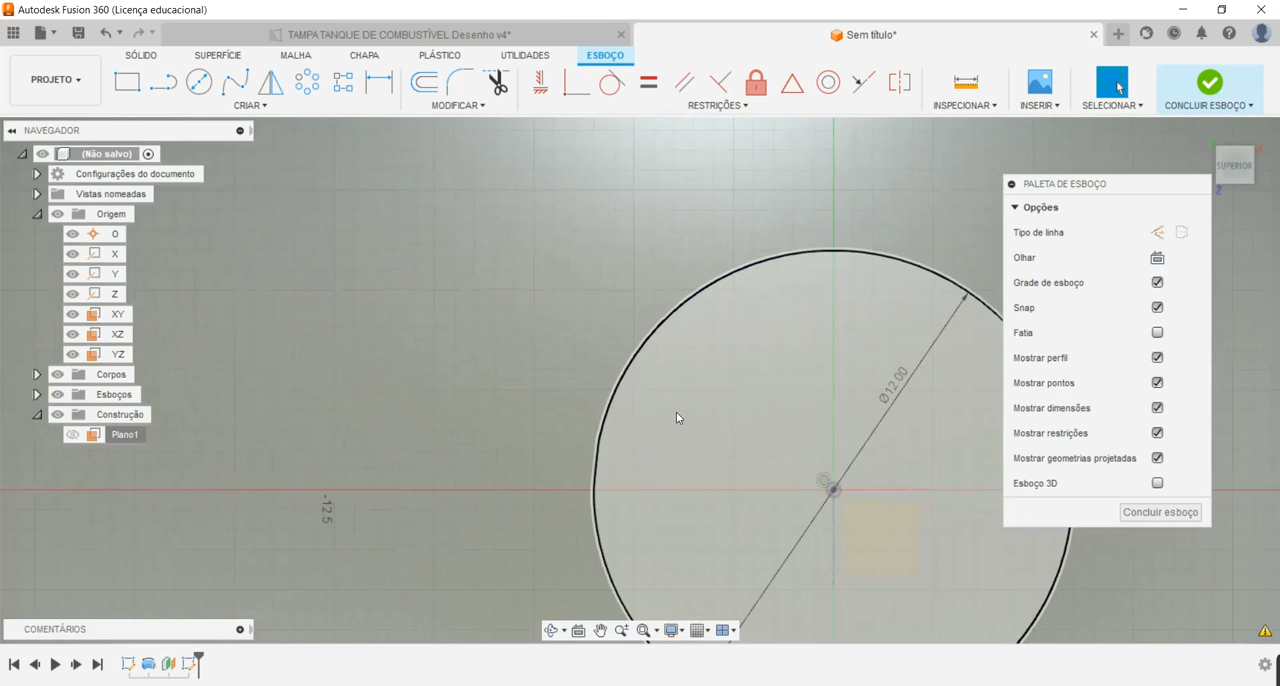 Autodesk Fusion 360 (Licença educacional)
TAMPA TANQUE DE COMBUSTÍVEL Desenho v4*
Sem título*
SÓLIDO
SUPERFÍCIE
MALHA
CHAPA
PLÁSTICO
UTILIDADES
ESBOÇO
PROJETO
CRIAR
MODIFICAR
RESTRIÇÕES
INSPECIONAR
INSERIR
SELECIONAR
CONCLUIR ESBOÇO
NAVEGADOR
(Não salvo)
Configurações do documento
Vistas nomeadas
Origem
O
X
Y
Z
XY
XZ
YZ
Corpos
Esboços
Construção
Plano1
-12.5
Ø12.00
SUPERIOR
Z
PALETA DE ESBOÇO
Opções
Tipo de linha
Olhar
Grade de esboço
Snap
Fatia
Mostrar perfil
Mostrar pontos
Mostrar dimensões
Mostrar restrições
Mostrar geometrias projetadas
Esboço 3D
Concluir esboço
COMENTÁRIOS